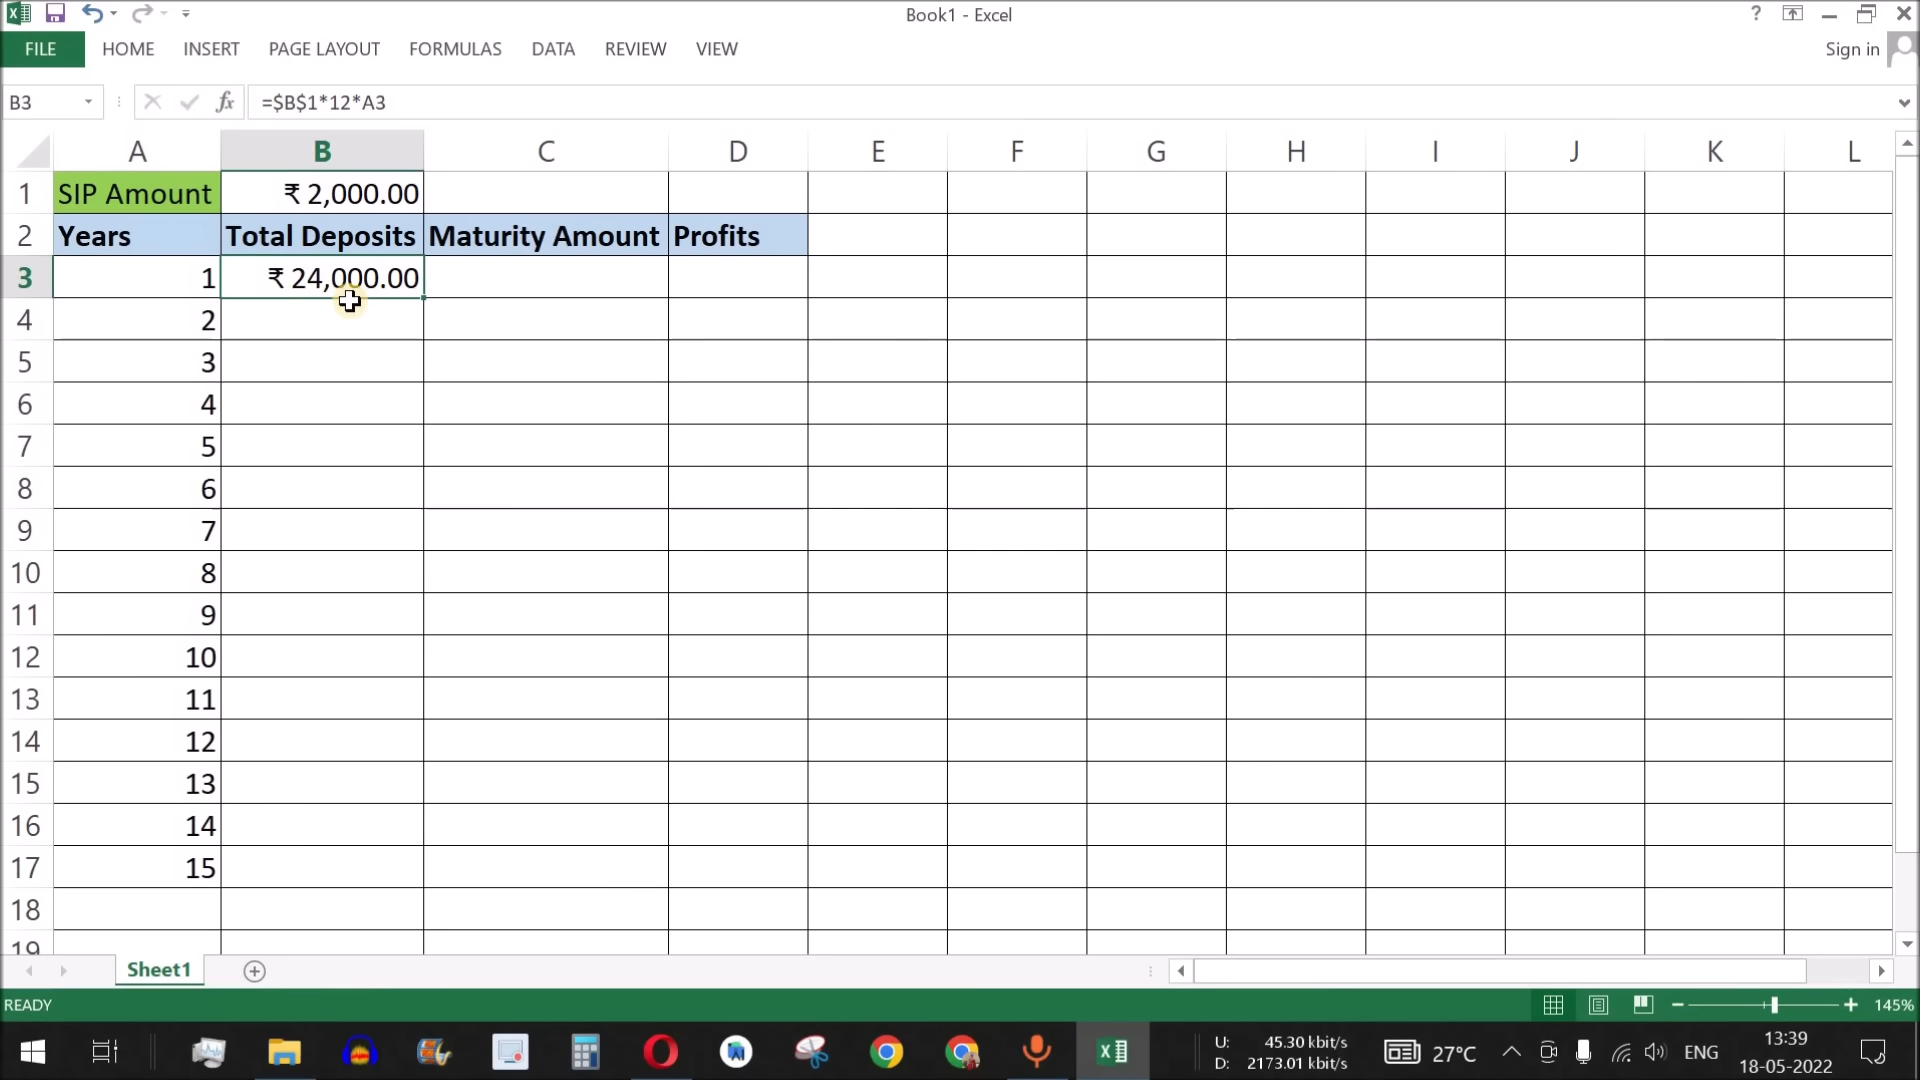 Book1 - Excel
?
FILE HOME INSERT PAGE LAYOUT FORMULAS DATA REVIEW VIEW Sign in
B3 fx =$B$1*12*A3
A B C D E F G H I J K L
1 SIP Amount ₹ 2,000.00
2 Years Total Deposits Maturity Amount Profits
3 1 ₹ 24,000.00
4 2
5 3
6 4
7 5
8 6
9 7
10 8
11 9
12 10
13 11
14 12
15 13
16 14
17 15
18
19
Sheet1
READY 145%
U: 45.30 kbit/s
D: 2173.01 kbit/s
27°C
ENG
13:39
18-05-2022